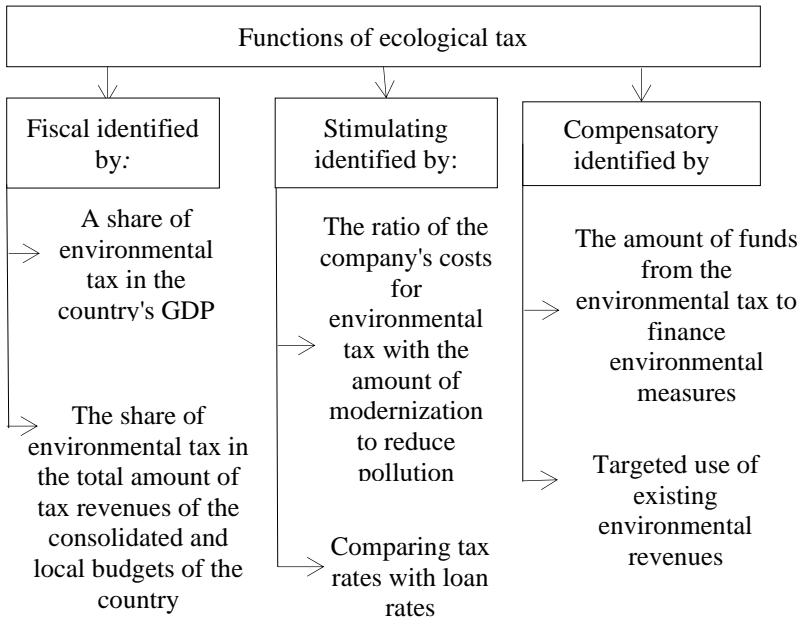 Functions of ecological tax
Fiscal identified
by:
A share of
environmental
tax in the
country's GDP
The share of
environmental tax in
the total amount of
tax revenues of the
consolidated and
local budgets of the
country
Stimulating
identified by:
The ratio of the
company's costs
for
environmental
tax with the
amount of
modernization
to reduce
pollution
Comparing tax
rates with loan
rates
Compensatory
identified by
The amount of funds
from the
environmental tax to
finance
environmental
measures
Targeted use of
existing
environmental
revenues